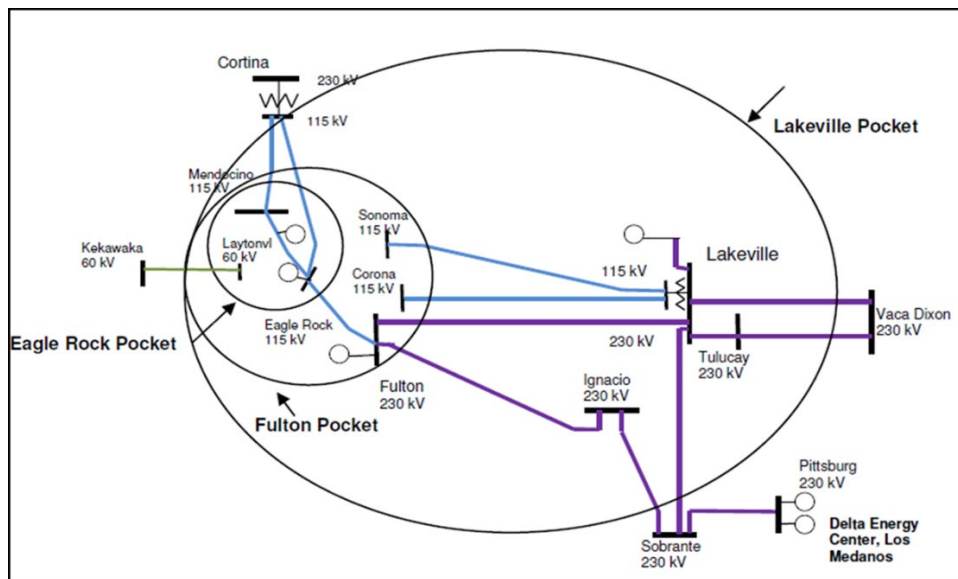 Cortina
230 kV
115 kV
Lakeville Pocket
Mendocino
115 kV
Sonoma
115 kV
Laytonvl
60 kV
Kekawaka
60 kV
Lakeville
115 kV
Corona
115 kV
Eagle Rock
115 kV
Eagle Rock Pocket
230 kV
Vaca Dixon
230 kV
Tulucay
230 kV
Fulton
230 kV
Ignacio
230 kV
Fulton Pocket
Pittsburg
230 kV
Delta Energy
Center, Los
Medanos
Sobrante
230 kV